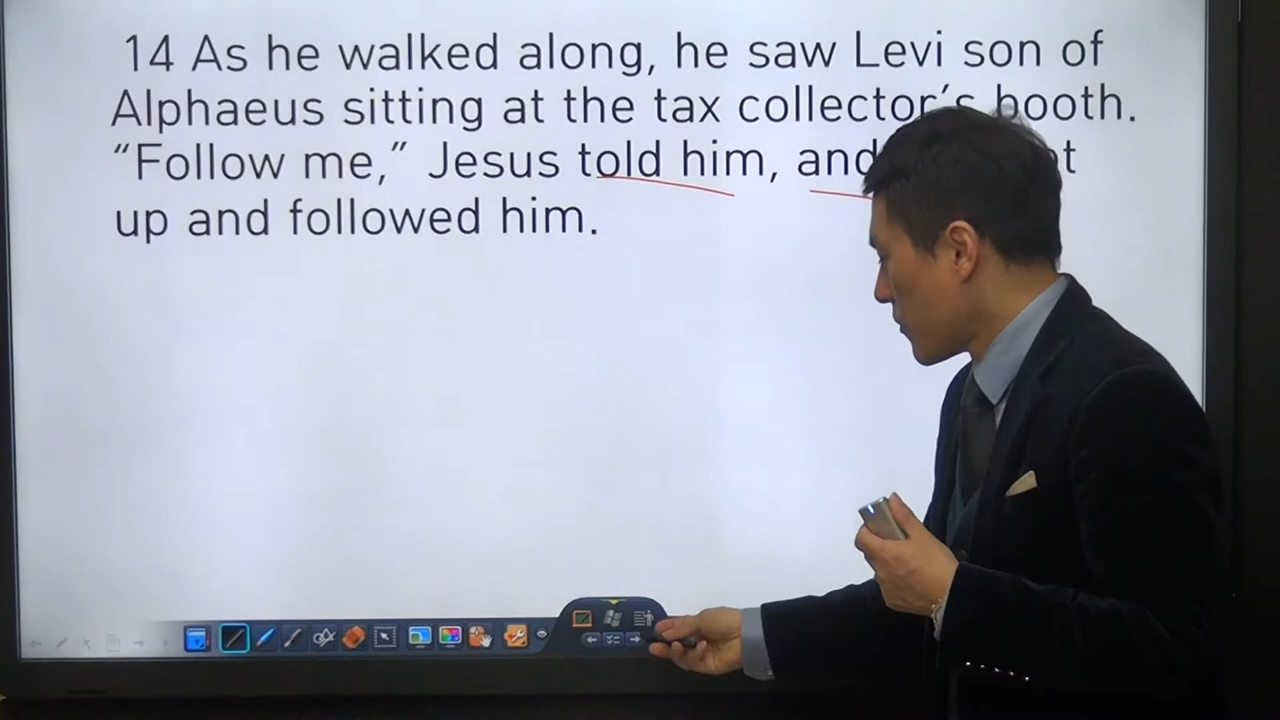 14 As he walked along, he saw Levi son of
Alphaeus sitting at the tax collector’s booth.
“Follow me,” Jesus told him, and
up and followed him.